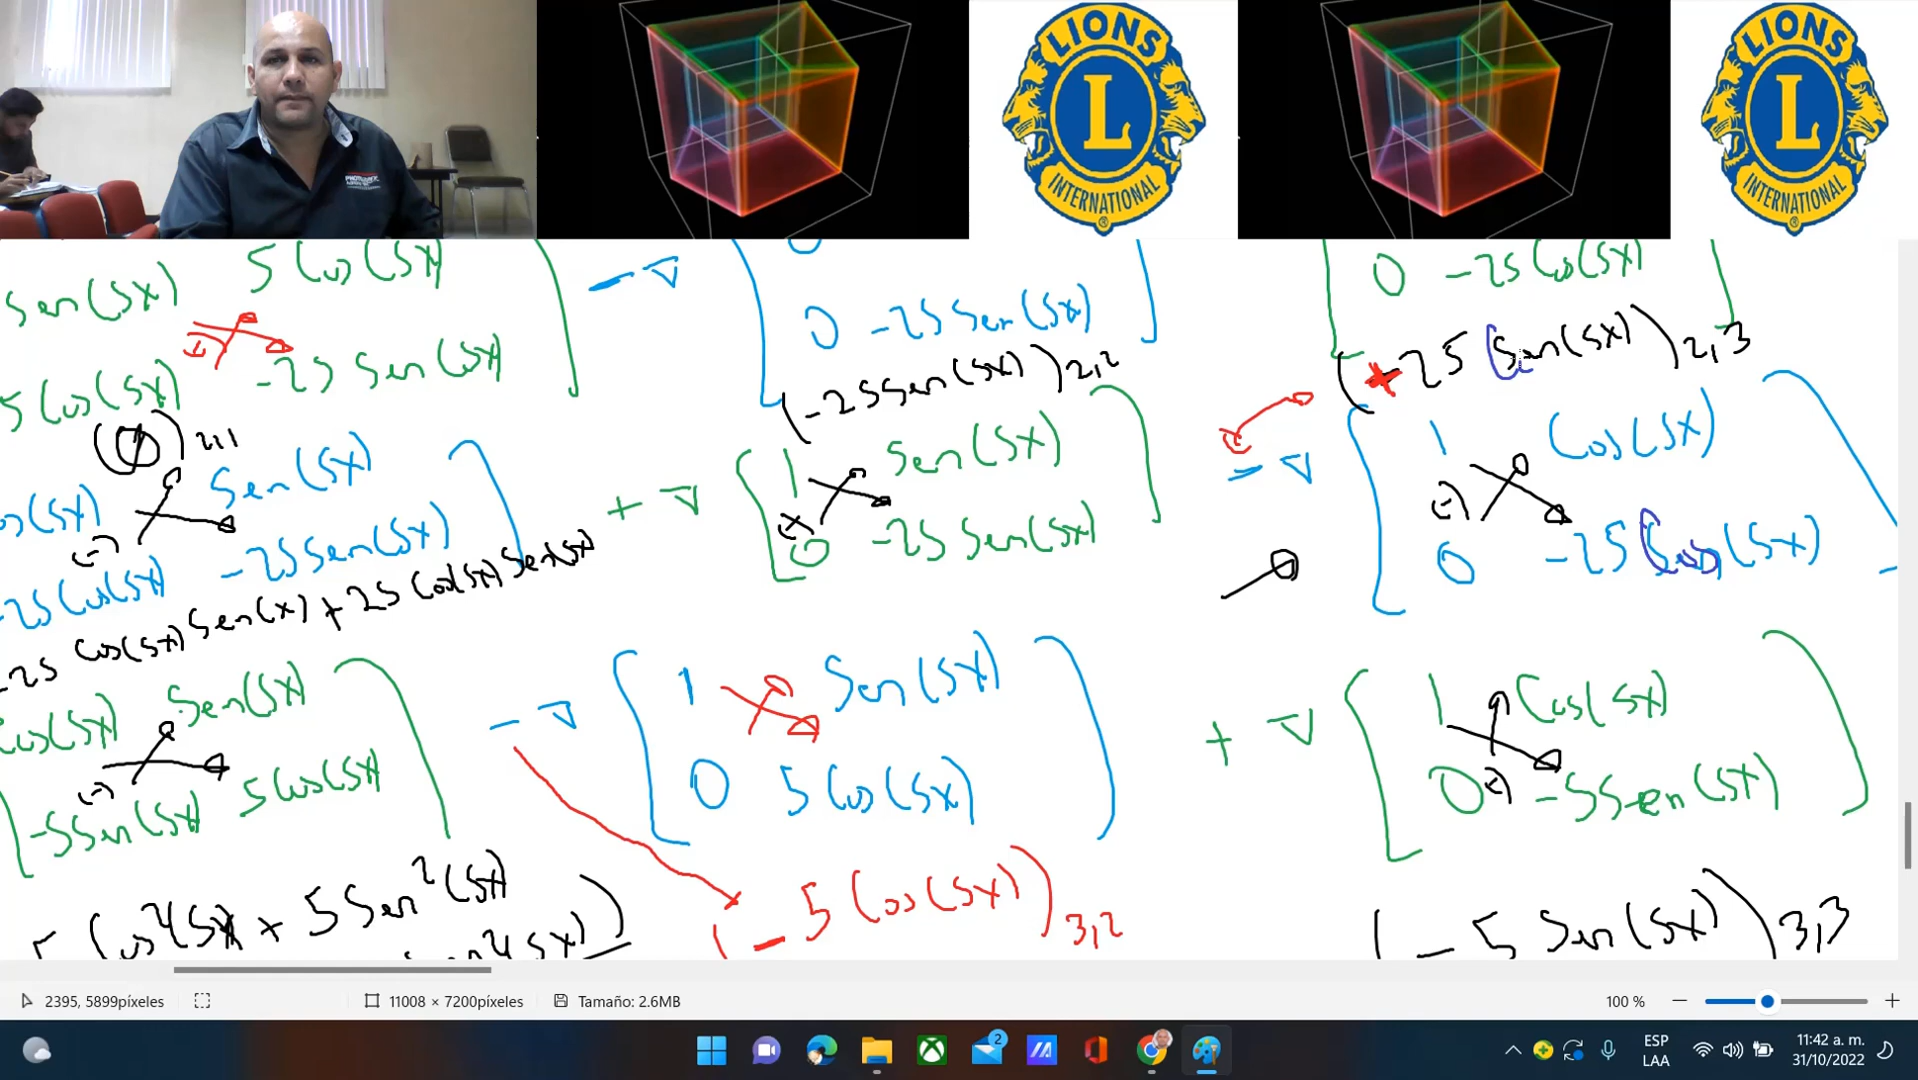 LIONS
L
INTERNATIONAL
®
LIONS
L
INTERNATIONAL
®
Sen(5x) 5 Cos(5x)
5 Cos(5x) -25 Sen(5x)
0 -25 Sen(5x)
(-25 Sen(5x))2,2
0 -25 Cos(5x)
(+25 Sen(5x))2,3
2,1
Sen(5x)
-25 Cos(5x) -25 Sen(5x)
-25 Cos(5x) Sen(x) + 25 Cos(5x) Sen(5x)
+ ∇
1 Sen(5x)
0 -25 Sen(5x)
- ∇
1 Cos(5x)
0 -25 Cos(5x)
Cos(5x) Sen(5x)
-5 Sen(5x) 5 Cos(5x)
- ∇
1 Sen(5x)
0 5 Cos(5x)
+ ∇
1 Cos(5x)
0 -5 Sen(5x)
+ 5 Sen²(5x)
(-5 Cos(5x))3,2
(-5 Sen(5x))3,3
2395, 5899píxeles
11008 × 7200píxeles
Tamaño: 2.6MB
100 %
2
ESP
LAA
11:42 a. m.
31/10/2022